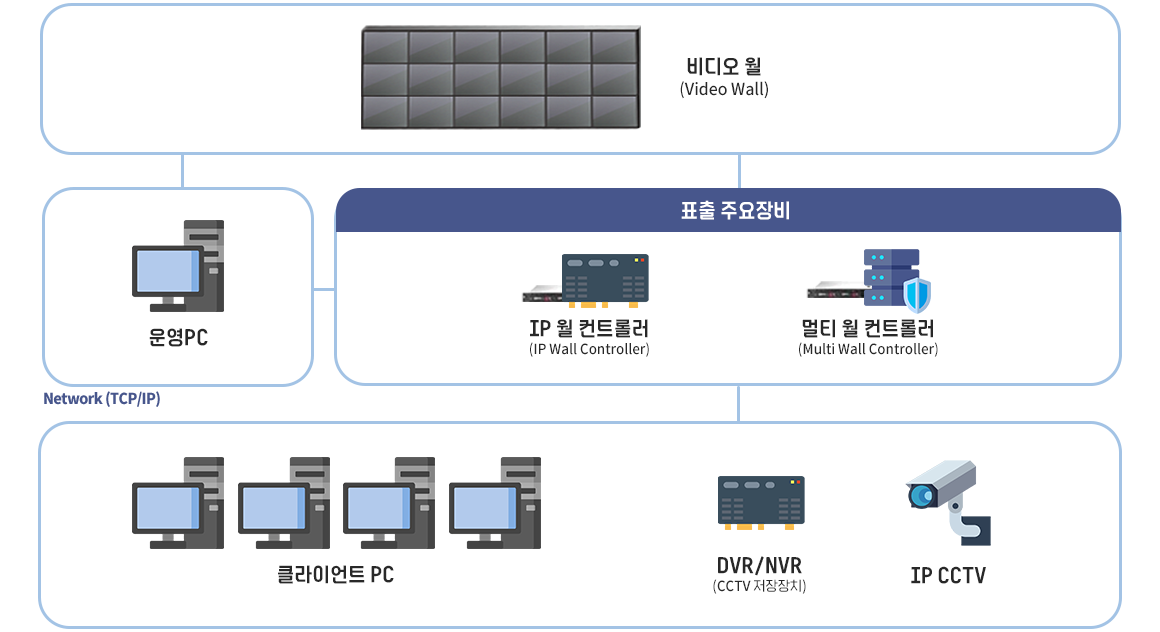 비디오 월
(Video Wall)
표출 주요장비
운영PC
IP 월 컨트롤러
(IP Wall Controller)
멀티 월 컨트롤러
(Multi Wall Controller)
Network (TCP/IP)
클라이언트 PC
DVR/NVR
(CCTV 저장장치)
IP CCTV